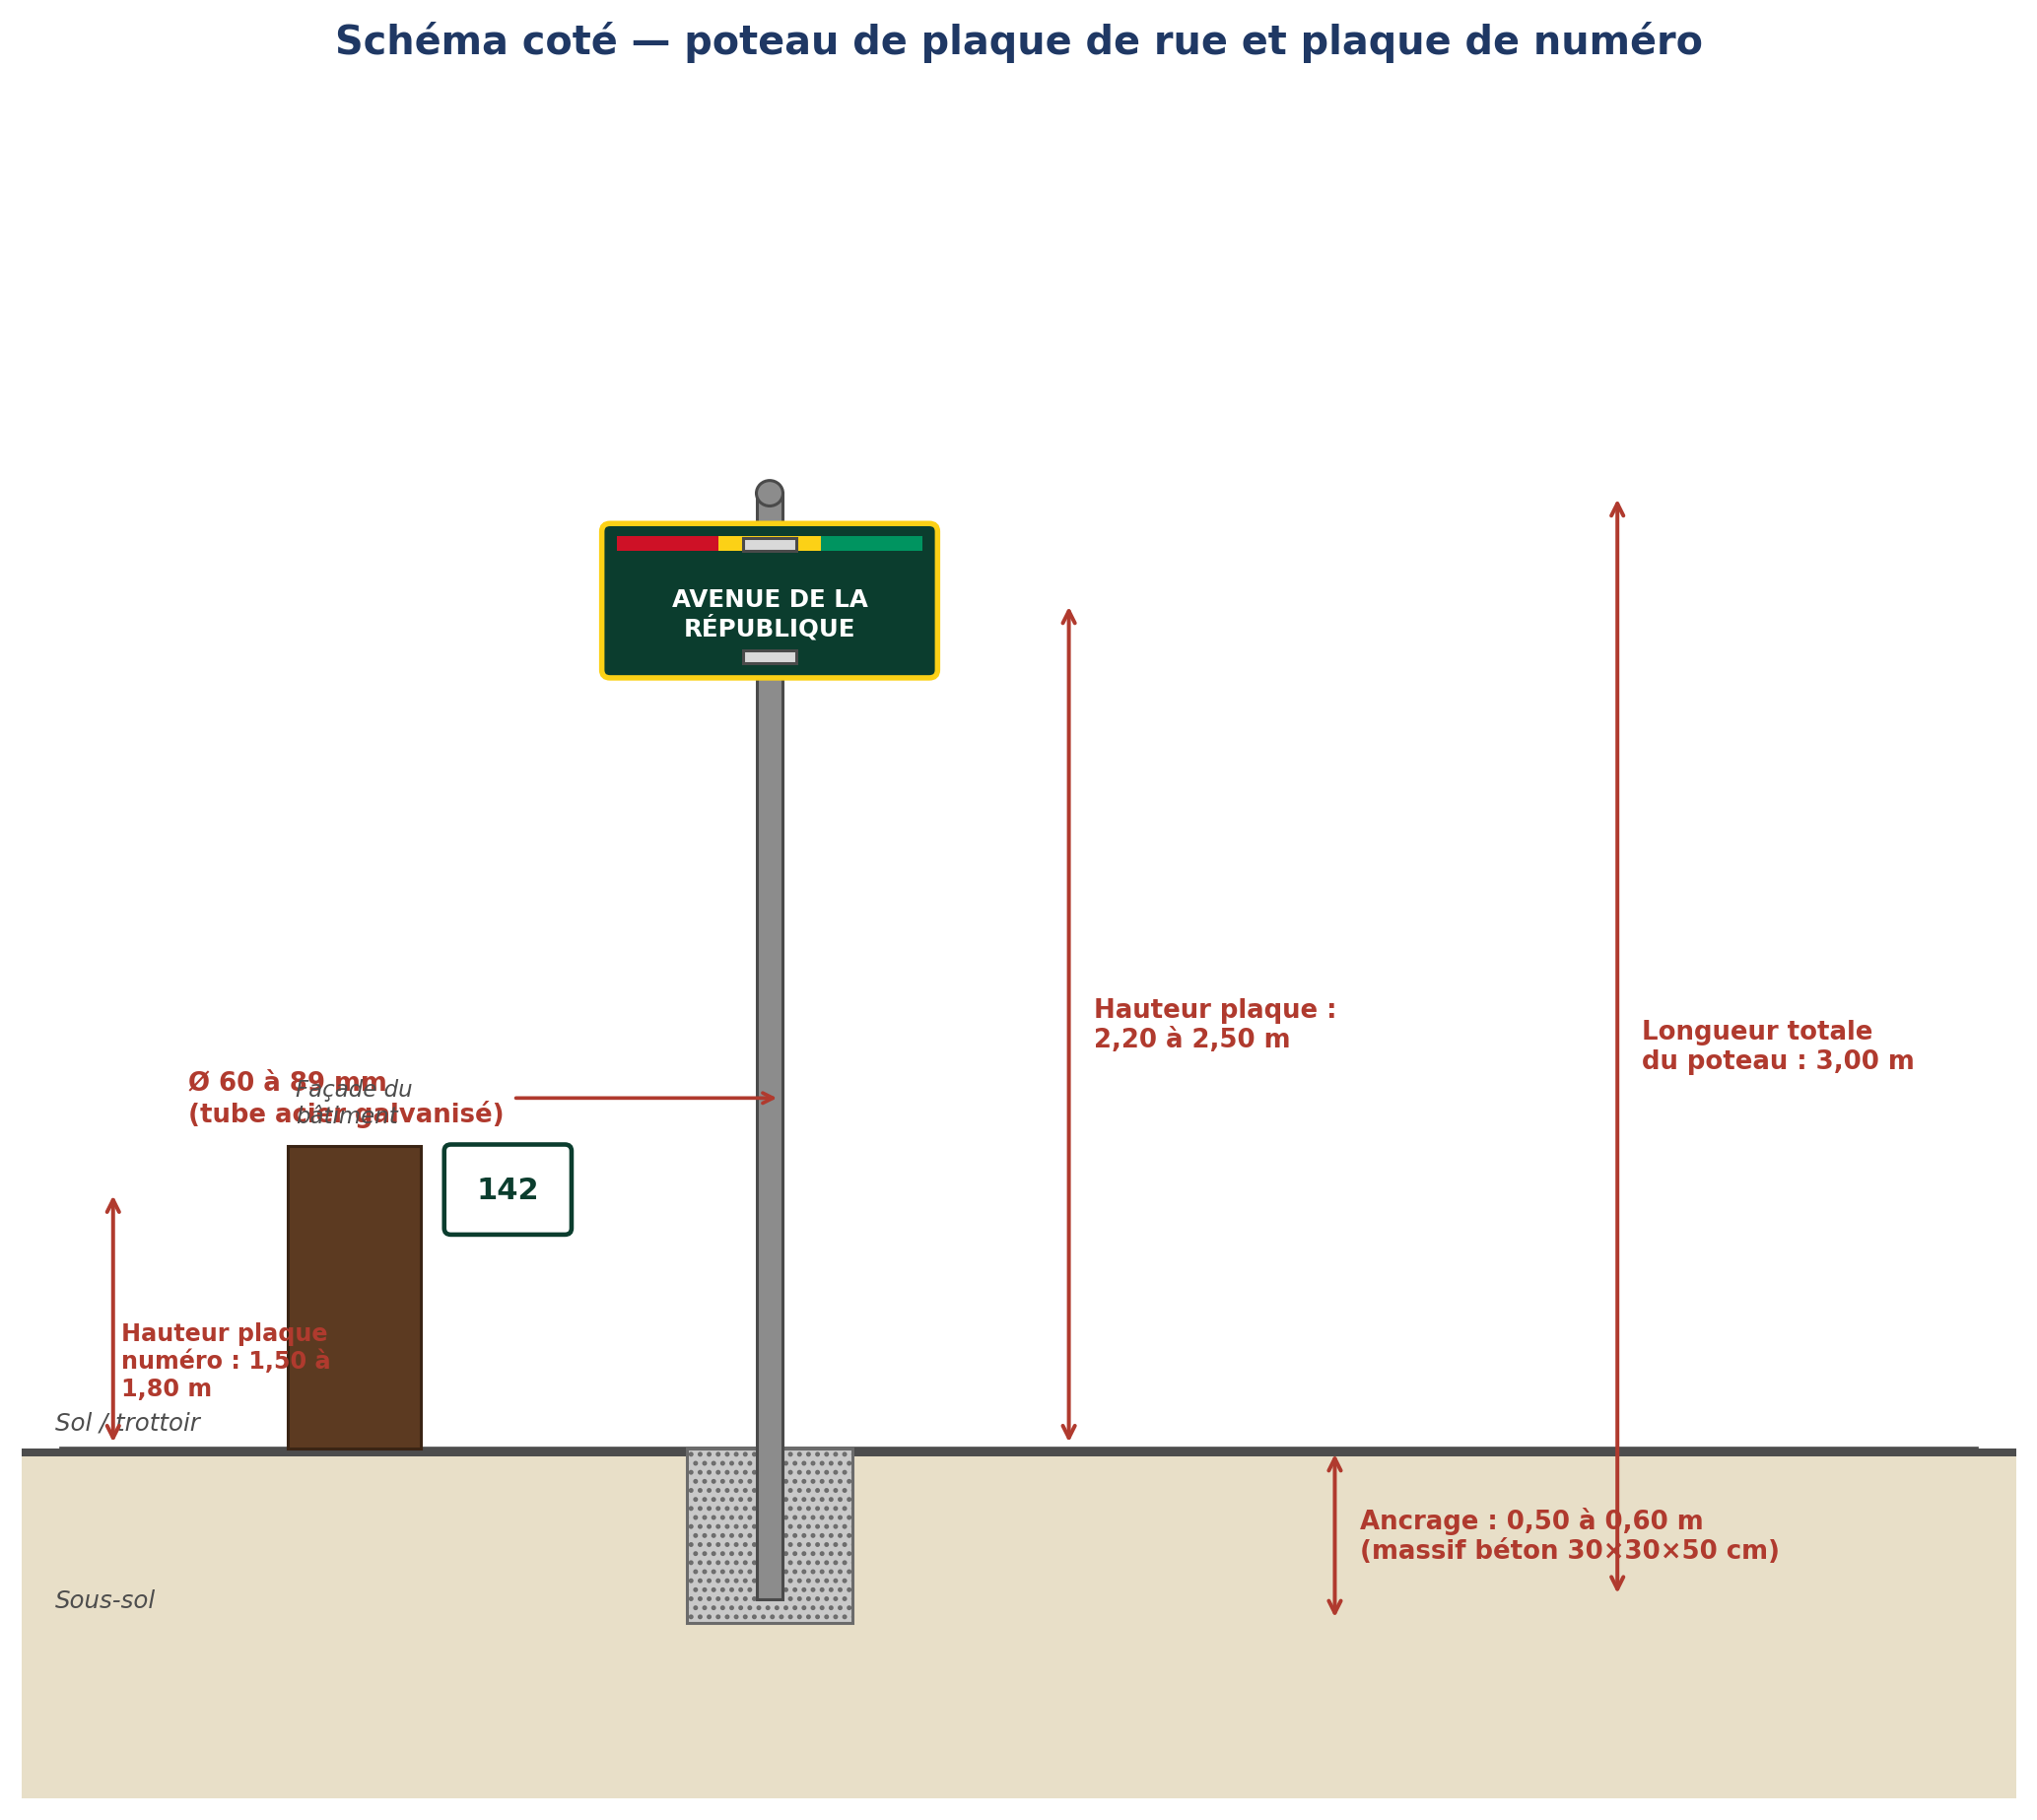 Schéma coté — poteau de plaque de rue et plaque de numéro
AVENUE DE LA
RÉPUBLIQUE
Hauteur plaque :
2,20 à 2,50 m
Longueur totale
du poteau : 3,00 m
Ø 60 à 89 mm
(tube acier galvanisé)
Façade du
bâtiment
142
Hauteur plaque
numéro : 1,50 à
1,80 m
Sol / trottoir
Ancrage : 0,50 à 0,60 m
(massif béton 30×30×50 cm)
Sous-sol